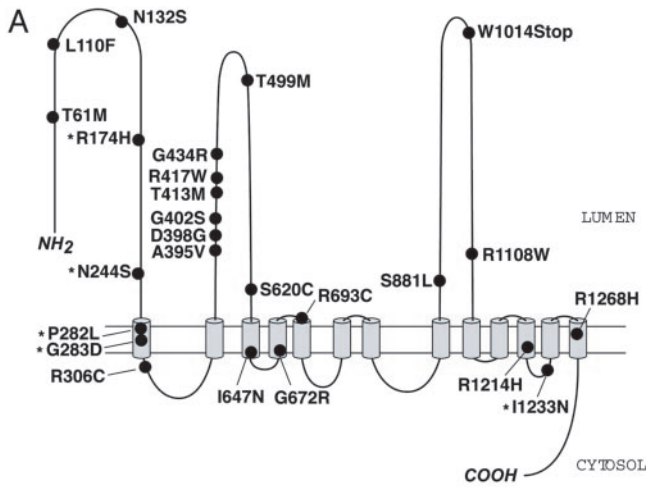 A
N132S
L110F
W1014Stop
T499M
T61M
*R174H
G434R
R417W
T413M
G402S
D398G
A395V
LUMEN
NH2
*N244S
R1108W
S881L
S620C
R693C
R1268H
*P282L
*G283D
R306C
I647N
G672R
R1214H
*I1233N
CYTOSOL
COOH